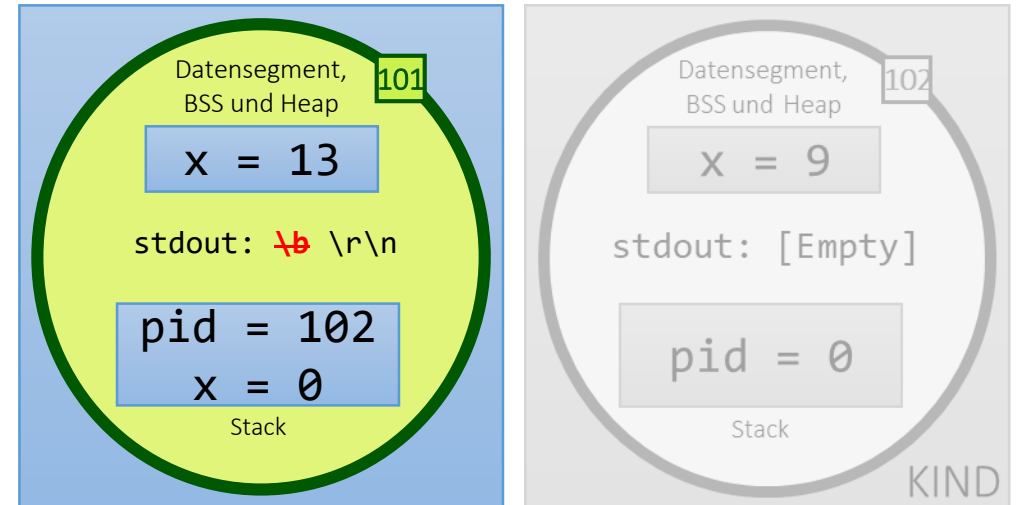 Datensegment,
BSS und Heap
101
x = 13
stdout: \b \r\n
pid = 102
x = 0
Stack
Datensegment,
BSS und Heap
102
x = 9
stdout: [Empty]
pid = 0
Stack
KIND